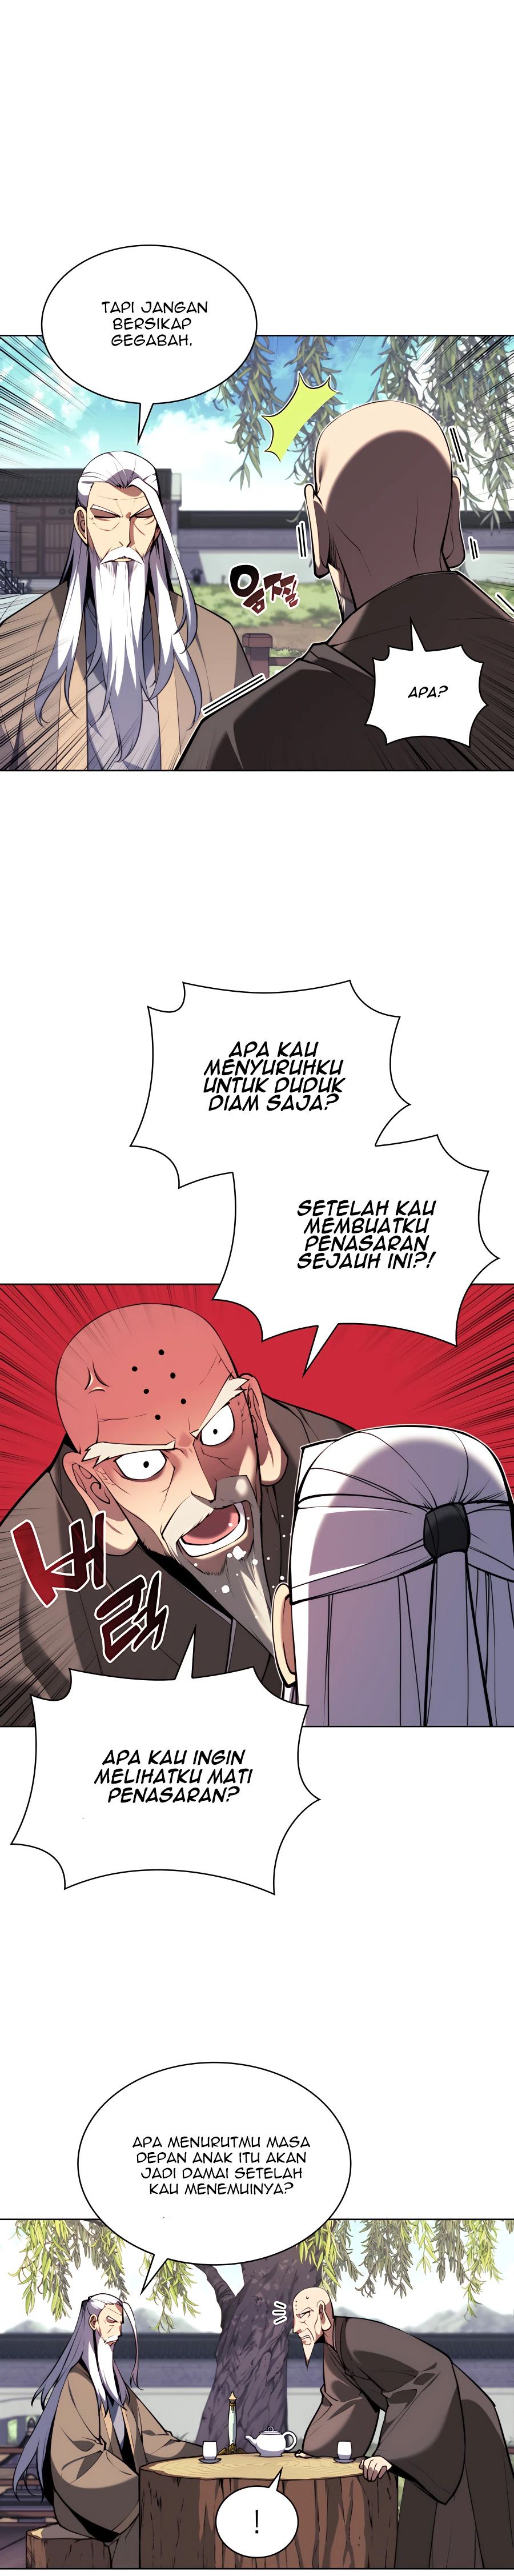 TAPI JANGAN
BERSIKAP
GEGABAH.
움찔
APA?
APA KAU
MENYURUHKU
UNTUK DUDUK
DIAM SAJA?
SETELAH KAU
MEMBUATKU
PENASARAN
SEJAUH INI?!
버럭
APA KAU INGIN
MELIHATKU MATI
PENASARAN?
APA MENURUTMU MASA
DEPAN ANAK ITU AKAN
JADI DAMAI SETELAH
KAU MENEMUINYA?
!